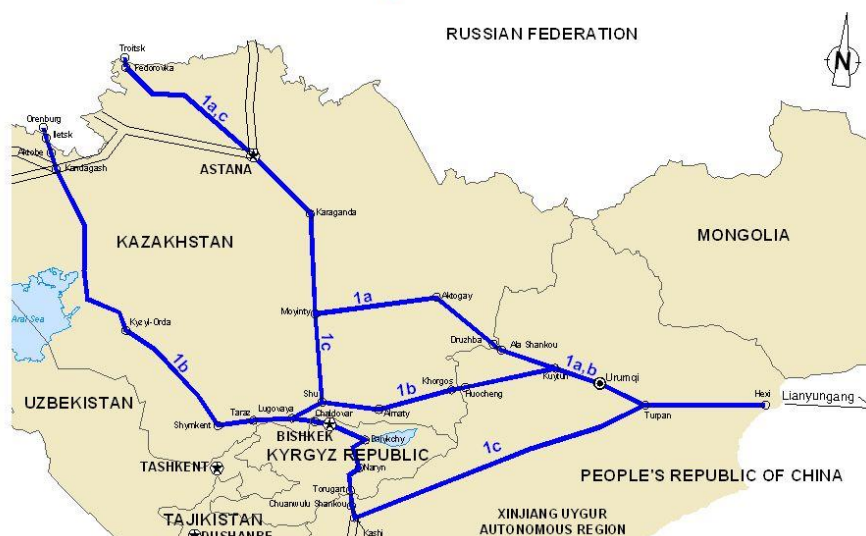 RUSSIAN FEDERATION
N
Troitsk
Fedorovka
1a,c
Orenburg
Iletsk
Aktobe
Kandagash
ASTANA
Karaganda
KAZAKHSTAN
MONGOLIA
1a
Aktogay
Aral Sea
Moyinty
Kyzyl-Orda
1c
Druzhba
Ala Shankou
1a,b
1b
Kuytun
Urumqi
Khorgos
Huocheng
1b
Hexi
Lianyungang
Shu
UZBEKISTAN
Taraz
Lugovaya
Chaldovar
Almaty
Turpan
Shymkent
BISHKEK
Balykchy
1c
KYRGYZ REPUBLIC
TASHKENT
Naryn
PEOPLE'S REPUBLIC OF CHINA
Torugart
Chuanwulu Shankou
TAJIKISTAN
Kashi
XINJIANG UYGUR
AUTONOMOUS REGION
DUSHANBE